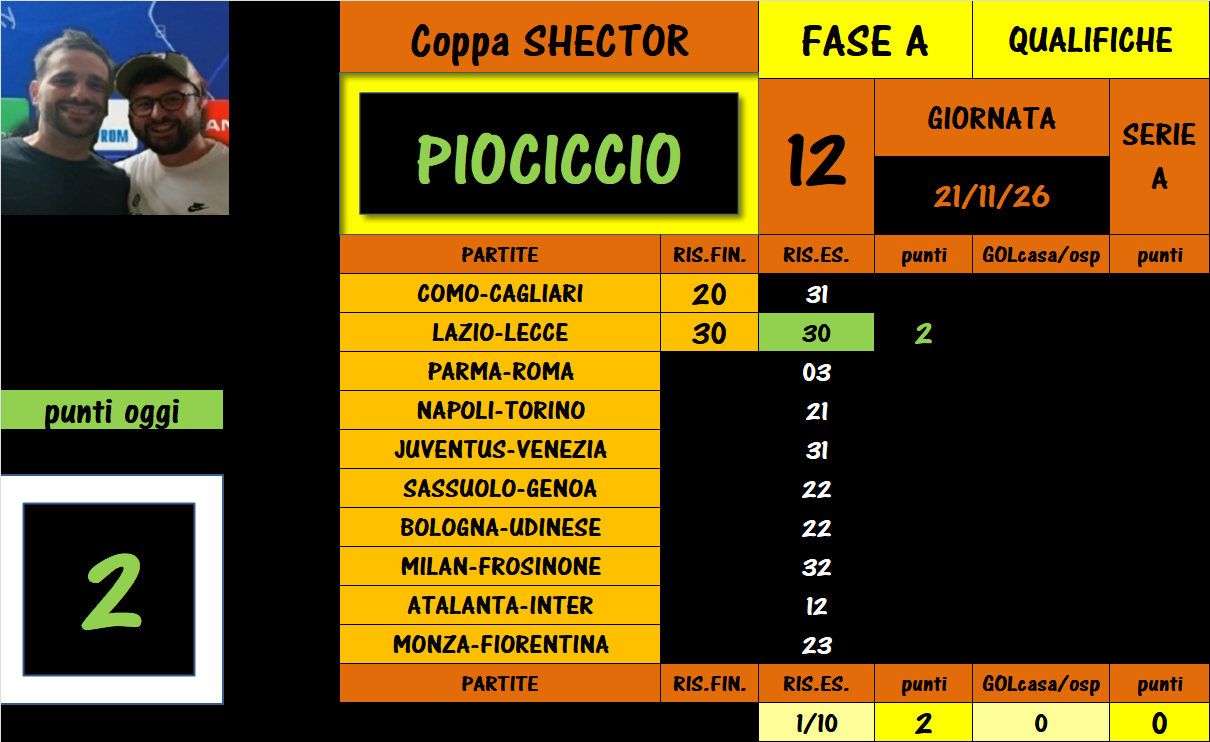 Coppa SHECTOR FASE A QUALIFICHE
PIOCICCIO 12 GIORNATA SERIE A
21/11/26
ROM
AN
PARTITE RIS.FIN. RIS.ES. punti GOLcasa/osp punti
COMO-CAGLIARI 20 31
LAZIO-LECCE 30 30 2
PARMA-ROMA 03
NAPOLI-TORINO 21
punti oggi
JUVENTUS-VENEZIA 31
SASSUOLO-GENOA 22
BOLOGNA-UDINESE 22
MILAN-FROSINONE 32
2
ATALANTA-INTER 12
MONZA-FIORENTINA 23
PARTITE RIS.FIN. RIS.ES. punti GOLcasa/osp punti
1/10 2 0 0